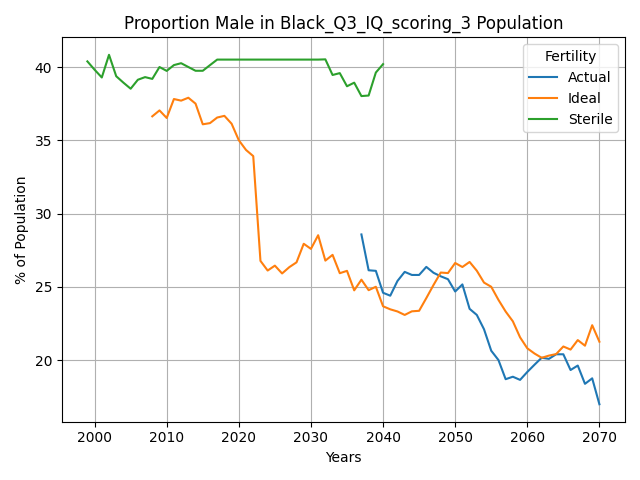 Proportion Male in Black_Q3_IQ_scoring_3 Population
% of Population
40
35
30
25
20
Fertility
Actual
Ideal
Sterile
2000 2010 2020 2030 2040 2050 2060 2070
Years